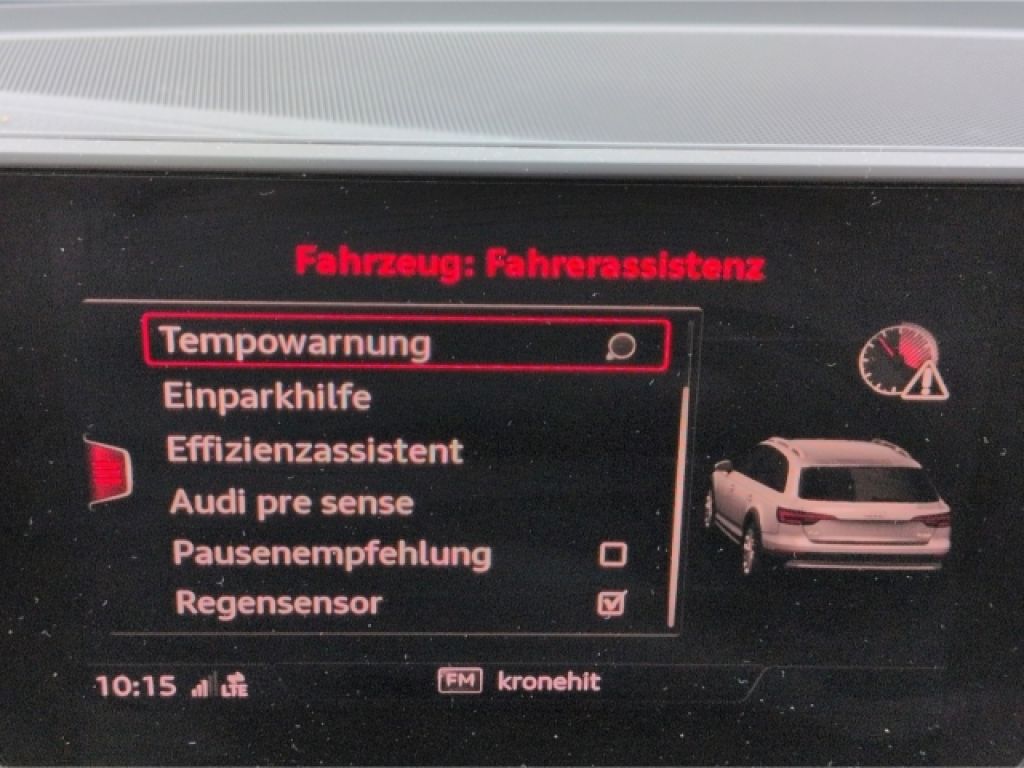 Fahrzeug: Fahrerassistenz
Tempowarnung
Einparkhilfe
Effizienzassistent
Audi pre sense
Pausenempfehlung
Regensensor
10:15 LTE FM kronehit